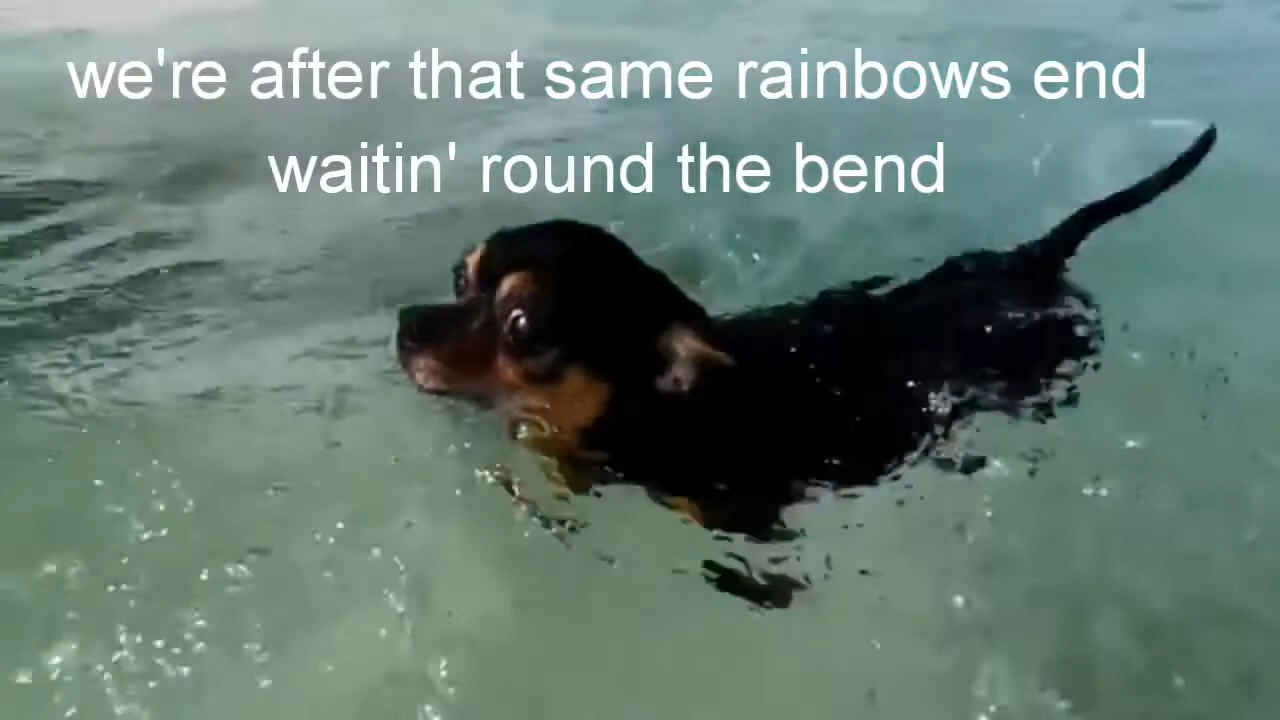 we're after that same rainbows end
waitin' round the bend